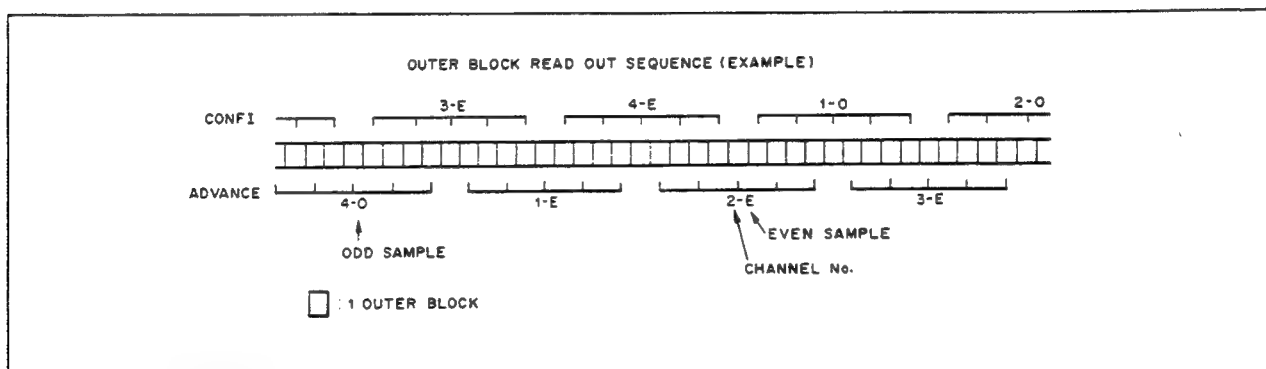 OUTER BLOCK READ OUT SEQUENCE (EXAMPLE)
3-E 4-E 1-O 2-O
CONFI
ADVANCE
4-O 1-E 2-E 3-E
ODD SAMPLE
EVEN SAMPLE
CHANNEL No.
: 1 OUTER BLOCK